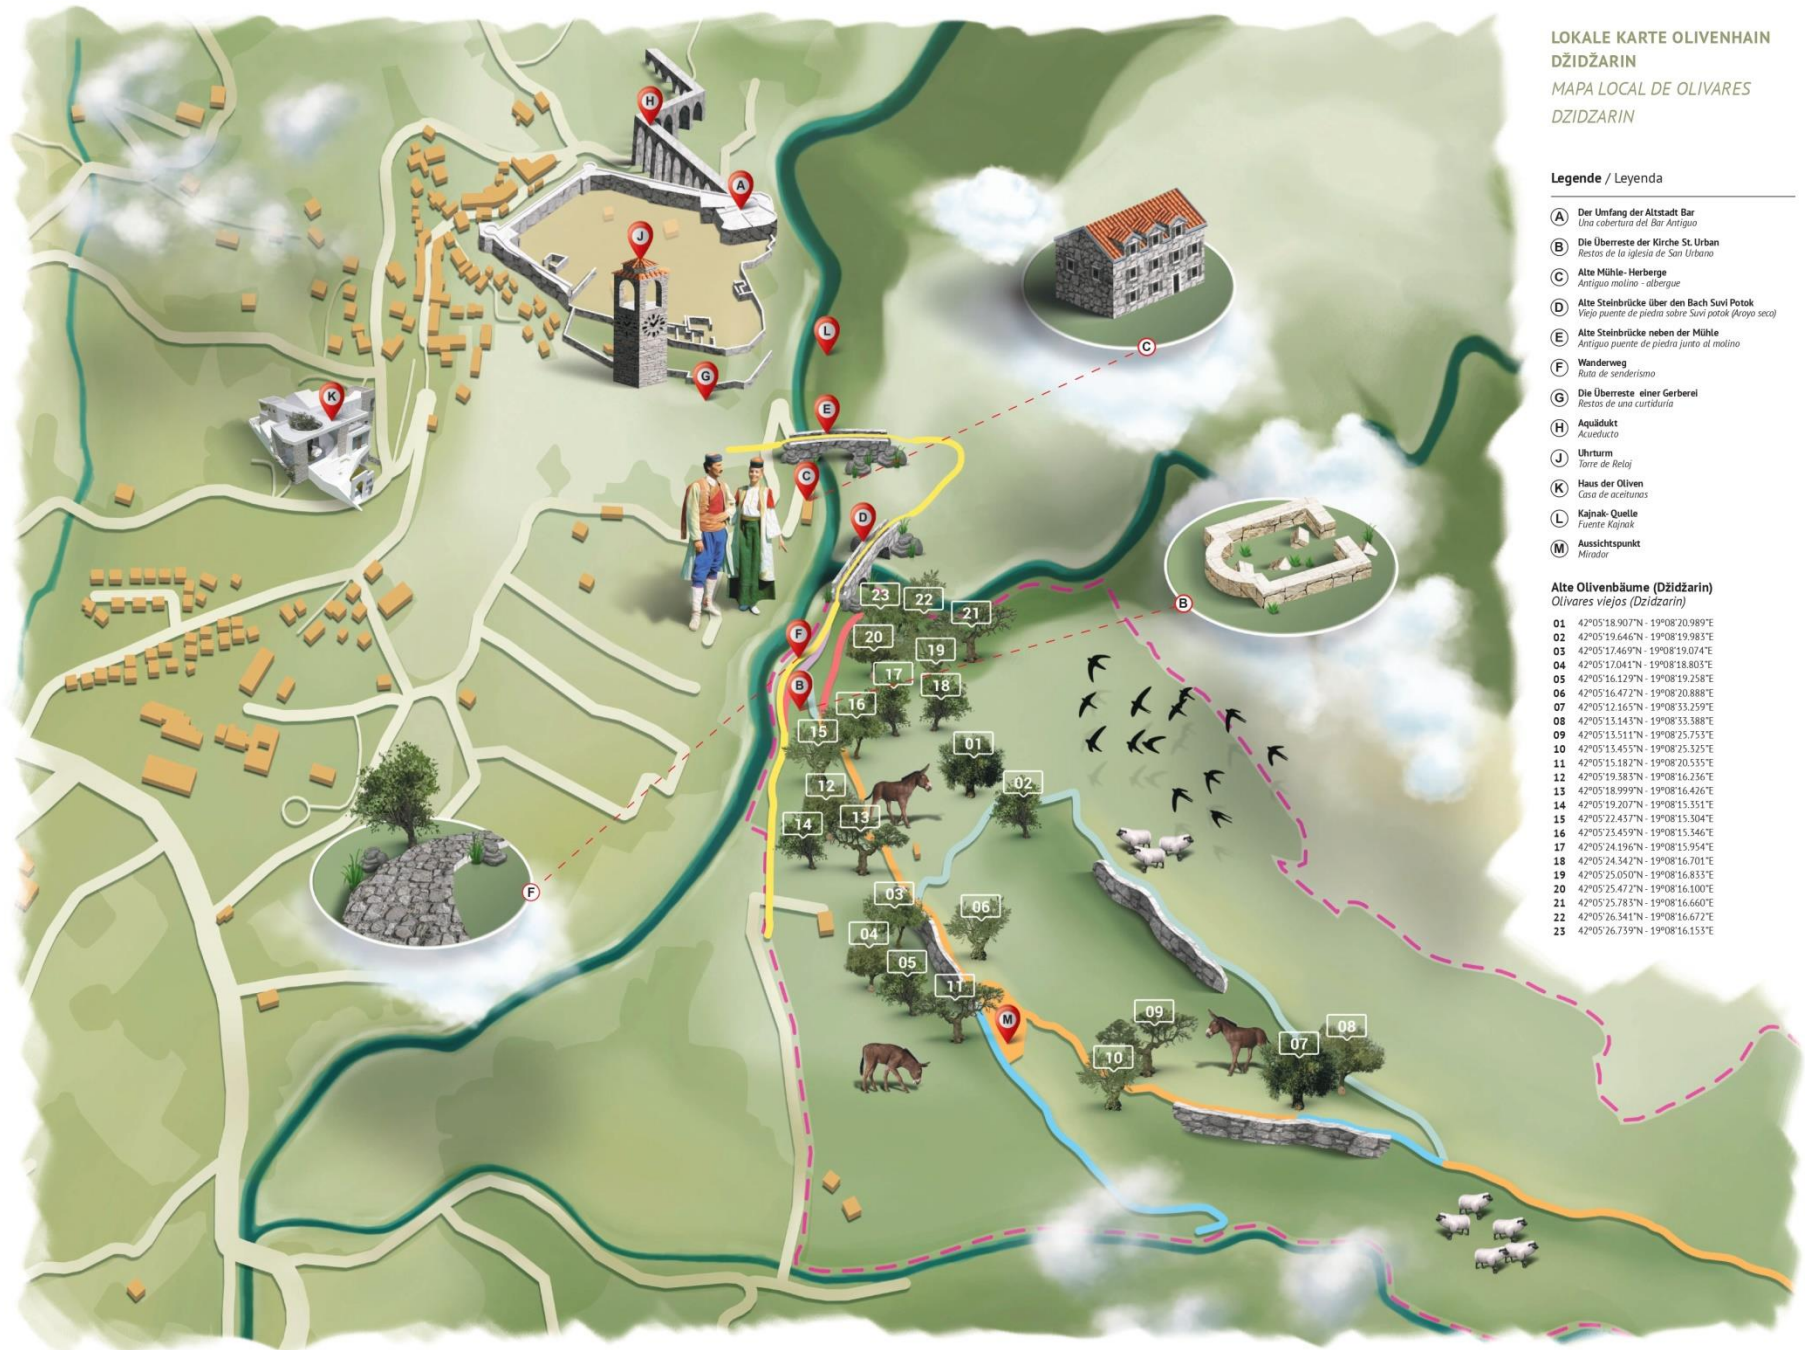 LOKALE KARTE OLIVENHAIN
DŽIDŽARIN
MAPA LOCAL DE OLIVARES
DZIDZARIN
Legende / Leyenda
A Der Umfang der Altstadt Bar
Una cobertura del Bar Antiguo
B Die Überreste der Kirche St. Urban
Restos de la iglesia de San Urbano
C Alte Mühle- Herberge
Antiguo molino - albergue
D Alte Steinbrücke über den Bach Suvi Potok
Viejo puente de piedra sobre Suvi potok (Aroyo seco)
E Alte Steinbrücke neben der Mühle
Antiguo puente de piedra junto al molino
F Wanderweg
Ruta de senderismo
G Die Überreste einer Gerberei
Restos de una curtiduría
H Aquädukt
Acueducto
J Uhrturm
Torre de Reloj
K Haus der Oliven
Casa de aceitunas
L Kajnak- Quelle
Fuente Kajnak
M Aussichtspunkt
Mirador
Alte Olivenbäume (Džidžarin)
Olivares viejos (Dzidzarin)
01 42°05'18.907"N - 19°08'20.989"E
02 42°05'19.646"N - 19°08'19.983"E
03 42°05'17.469"N - 19°08'19.074"E
04 42°05'17.041"N - 19°08'18.803"E
05 42°05'16.129"N - 19°08'19.258"E
06 42°05'16.472"N - 19°08'20.888"E
07 42°05'12.165"N - 19°08'33.259"E
08 42°05'13.143"N - 19°08'33.388"E
09 42°05'13.511"N - 19°08'25.753"E
10 42°05'13.455"N - 19°08'25.325"E
11 42°05'15.182"N - 19°08'20.535"E
12 42°05'19.383"N - 19°08'16.236"E
13 42°05'18.999"N - 19°08'16.426"E
14 42°05'19.207"N - 19°08'15.351"E
15 42°05'22.437"N - 19°08'15.304"E
16 42°05'23.459"N - 19°08'15.346"E
17 42°05'24.196"N - 19°08'15.954"E
18 42°05'24.342"N - 19°08'16.701"E
19 42°05'25.050"N - 19°08'16.833"E
20 42°05'25.472"N - 19°08'16.100"E
21 42°05'25.783"N - 19°08'16.660"E
22 42°05'26.341"N - 19°08'16.672"E
23 42°05'26.739"N - 19°08'16.153"E
H
A
J
L
C
G
K
E
C
D
B
23
22
21
F
20
19
17
18
B
16
15
01
02
12
13
14
F
03
06
04
05
11
M
09
08
07
10